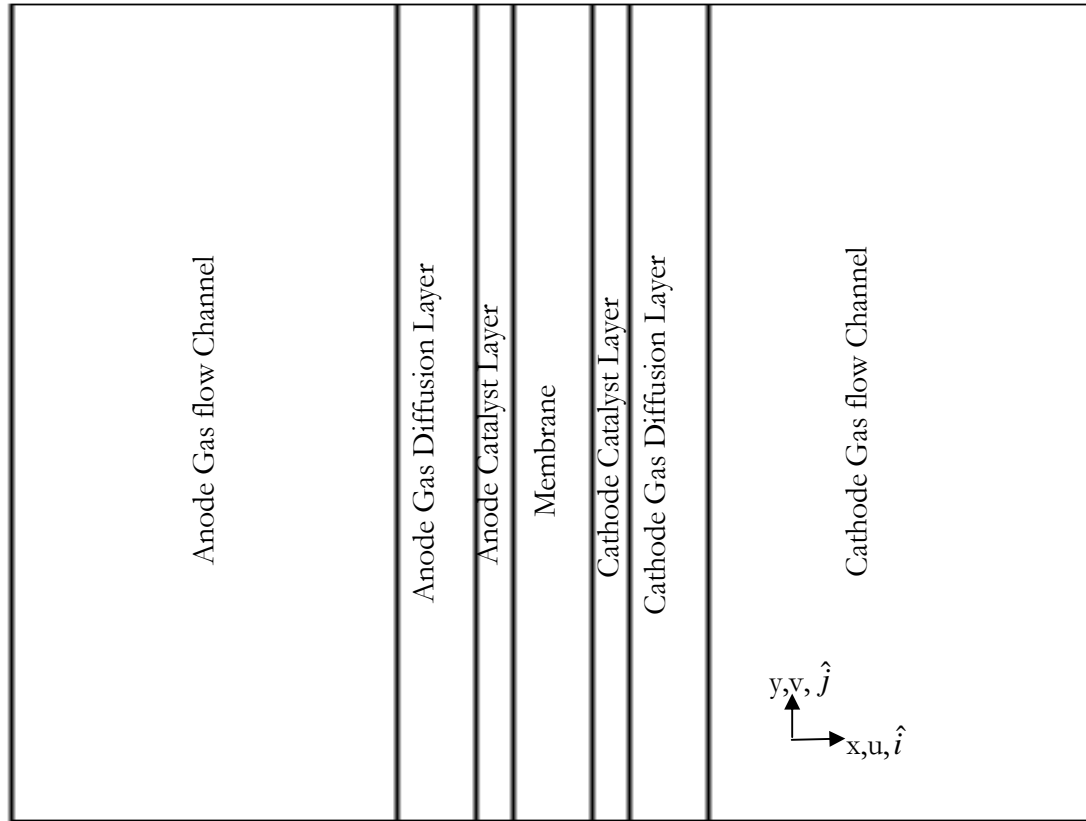 Anode Gas flow Channel
Anode Gas Diffusion Layer
Anode Catalyst Layer
Membrane
Cathode Catalyst Layer
Cathode Gas Diffusion Layer
Cathode Gas flow Channel
y,v, ĵ
x,u, î